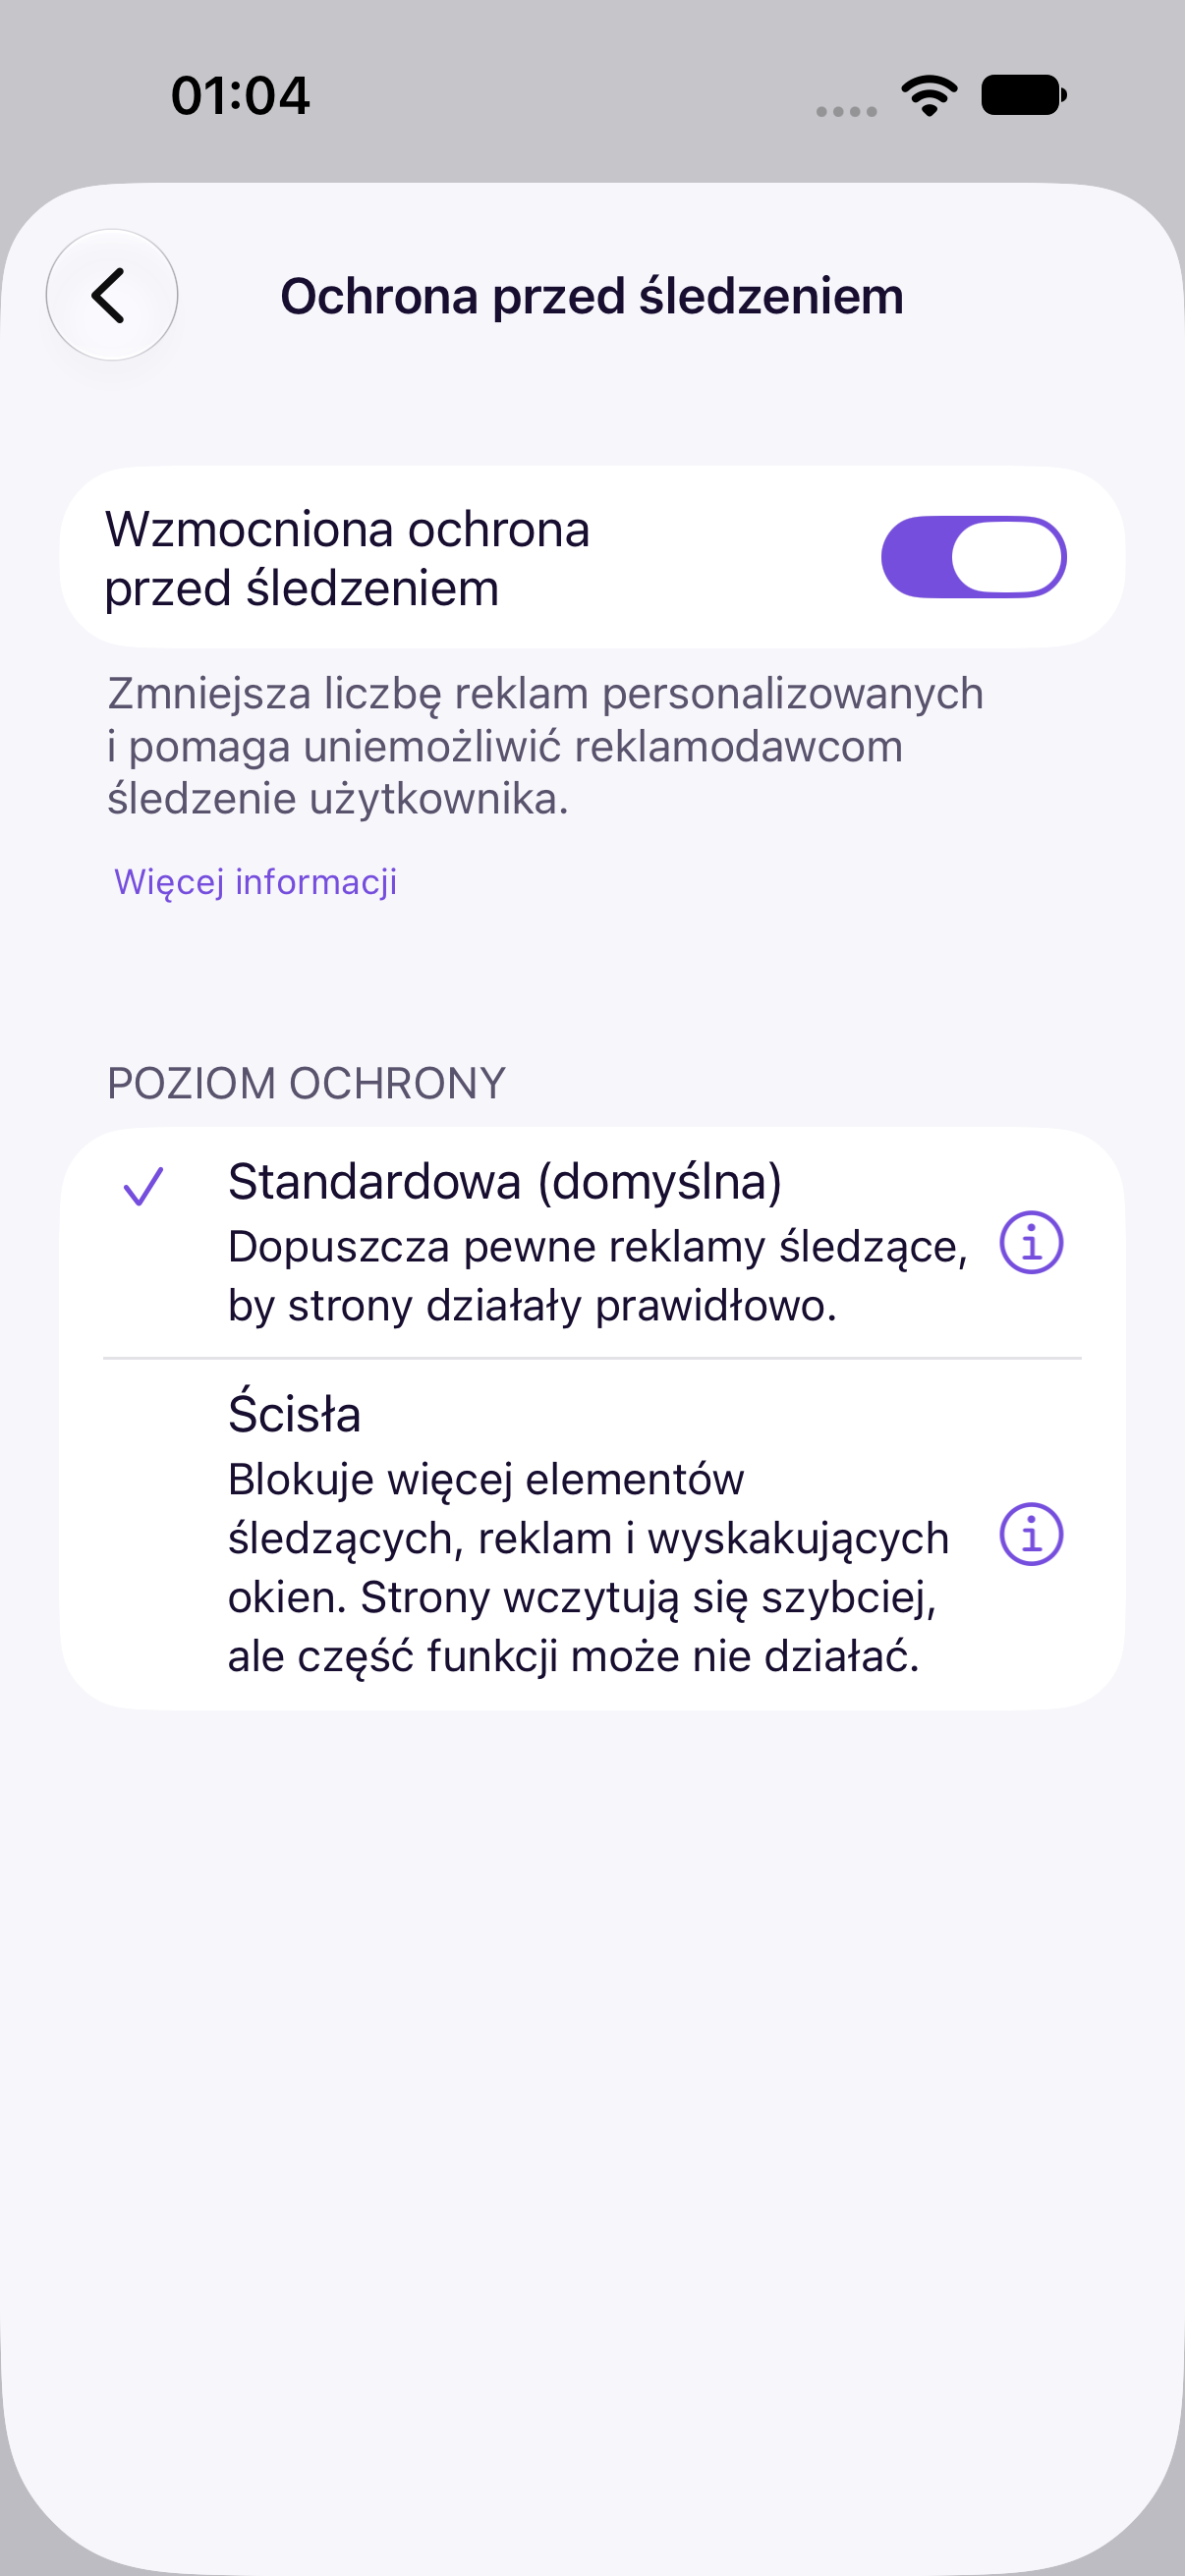 01:04
Ochrona przed śledzeniem
Wzmocniona ochrona
przed śledzeniem
Zmniejsza liczbę reklam personalizowanych
i pomaga uniemożliwić reklamodawcom
śledzenie użytkownika.
Więcej informacji
POZIOM OCHRONY
Standardowa (domyślna)
Dopuszcza pewne reklamy śledzące,
by strony działały prawidłowo.
Ścisła
Blokuje więcej elementów
śledzących, reklam i wyskakujących
okien. Strony wczytują się szybciej,
ale część funkcji może nie działać.